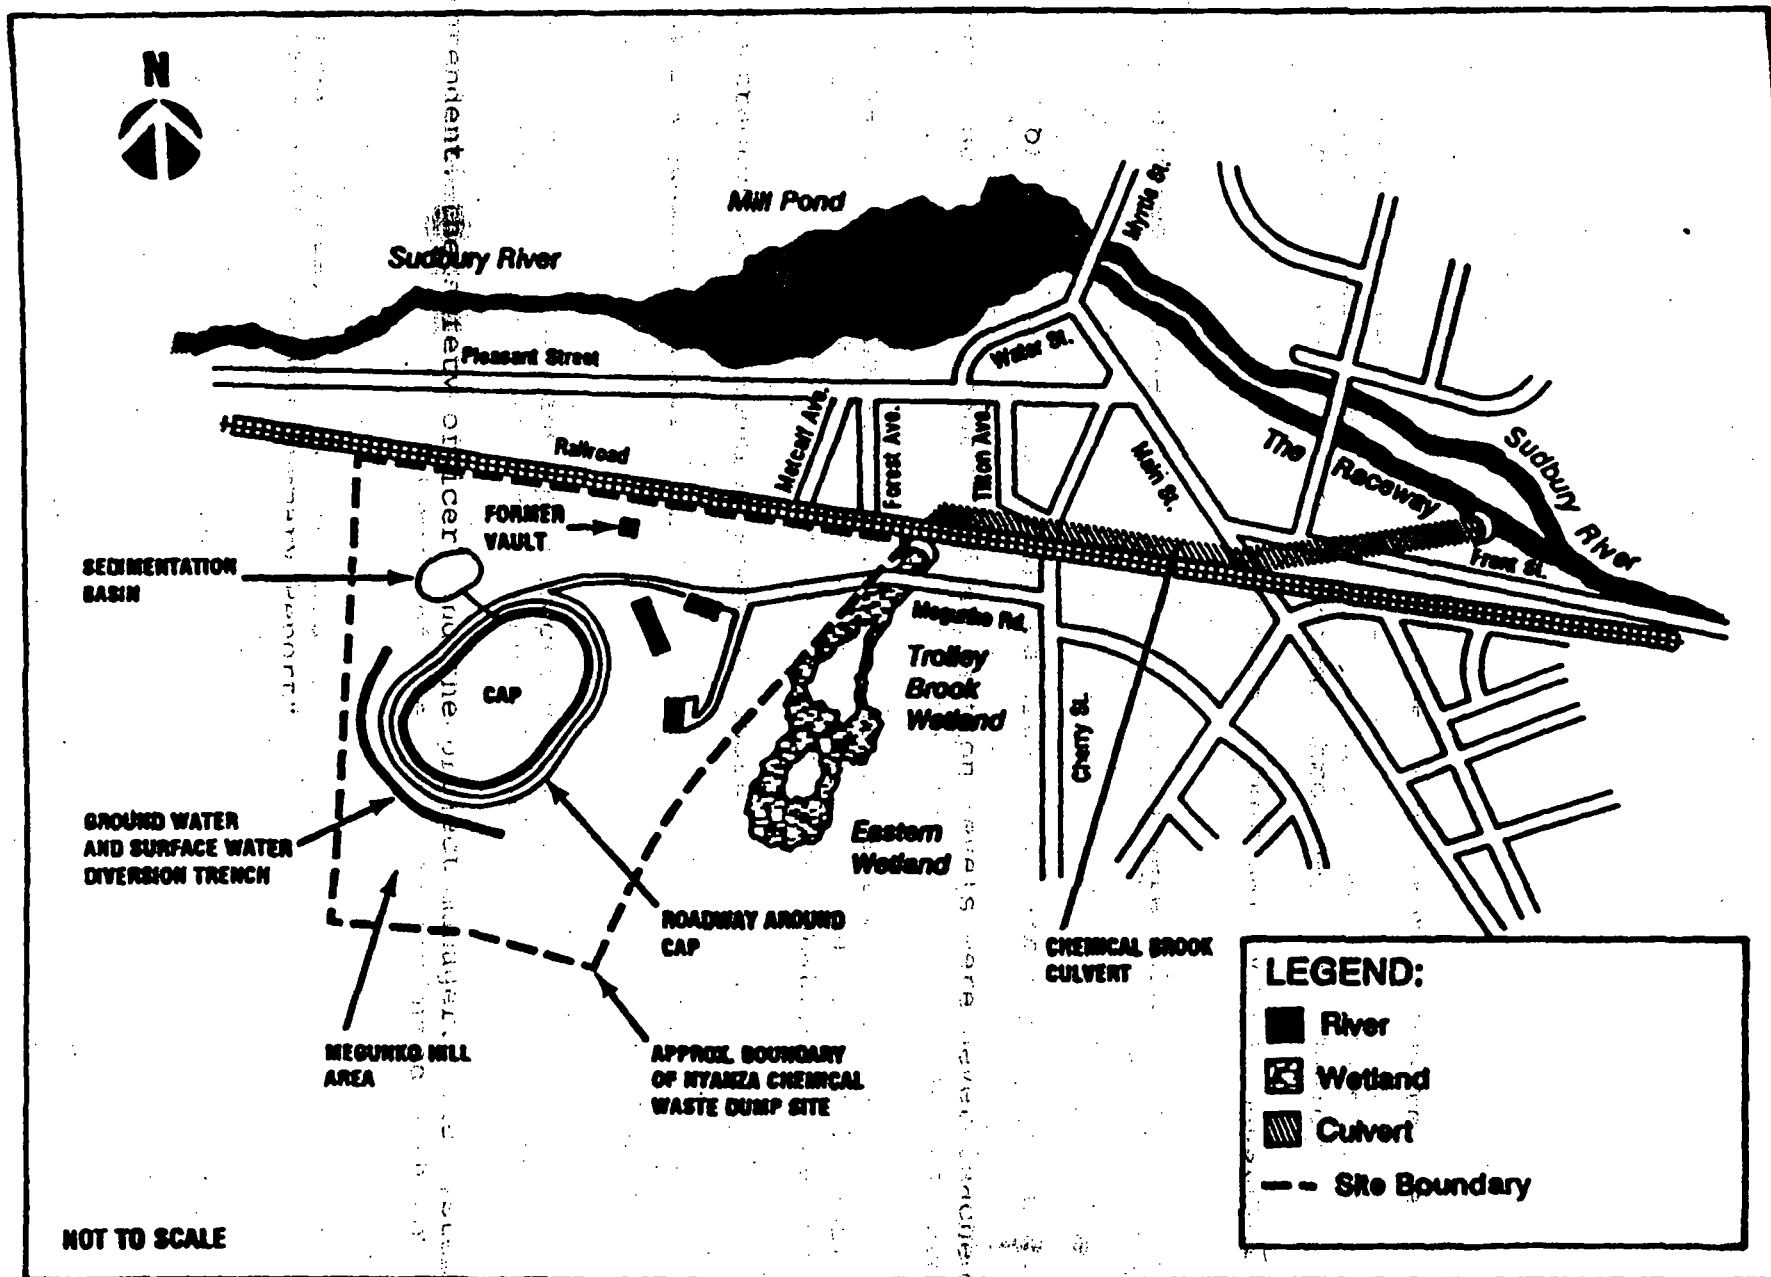 N
Mill Pond
Sudbury River
Myrtle St.
Pleasant Street
Water St.
Railroad
Metcalf Ave.
Forest Ave.
Tilton Ave.
Main St.
The Raceway
Sudbury River
Front St.
FORMER
VAULT
SEDIMENTATION
BASIN
CAP
Megunko Rd.
Trolley
Brook
Wetland
Cherry St.
Eastern
Wetland
GROUND WATER
AND SURFACE WATER
DIVERSION TRENCH
ROADWAY AROUND
CAP
CHEMICAL BROOK
CULVERT
MEGUNKO HILL
AREA
APPROX. BOUNDARY
OF NYANZA CHEMICAL
WASTE DUMP SITE
LEGEND:
River
Wetland
Culvert
Site Boundary
NOT TO SCALE